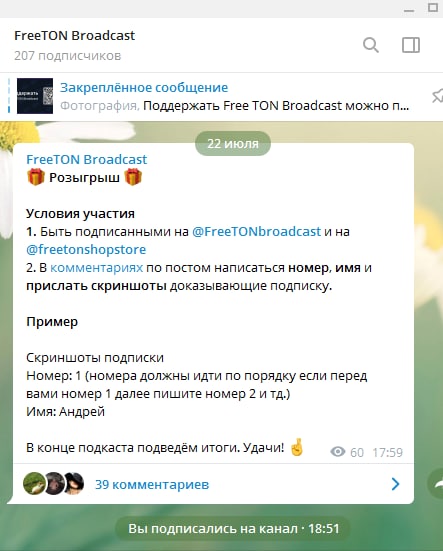 FreeTON Broadcast
207 подписчиков
Закреплённое сообщение
Фотография, Поддержать Free TON Broadcast можно п...
22 июля
FreeTON Broadcast
🎁 Розыгрыш 🎁
Условия участия
1. Быть подписанными на @FreeTONbroadcast и на
@freetonshopstore
2. В комментариях по постом написаться номер, имя и
прислать скриншоты доказывающие подписку.
Пример
Скриншоты подписки
Номер: 1 (номера должны идти по порядку если перед
вами номер 1 далее пишите номер 2 и тд.)
Имя: Андрей
В конце подкаста подведём итоги. Удачи! 🤞 60 17:59
39 комментариев
Вы подписались на канал · 18:51